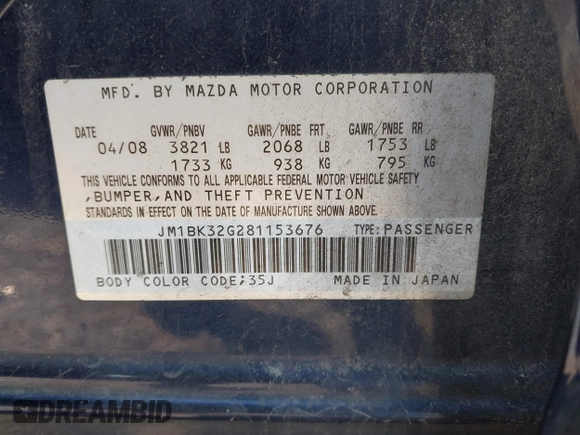 MFD. BY MAZDA MOTOR CORPORATION
DATE GVWR/PNBV GAWR/PNBE FRT GAWR/PNBE RR
04/08 3821 LB 2068 LB 1753 LB
1733 KG 938 KG 795 KG
THIS VEHICLE CONFORMS TO ALL APPLICABLE FEDERAL MOTOR VEHICLE SAFETY
,BUMPER,AND THEFT PREVENTION
STANDARDS IN EFFECT ON THE DATE OF MANUFACTURE SHOWN ABOVE.
JM1BK32G281153676 TYPE:PASSENGER
BODY COLOR CODE;35J MADE IN JAPAN
DREAMBID